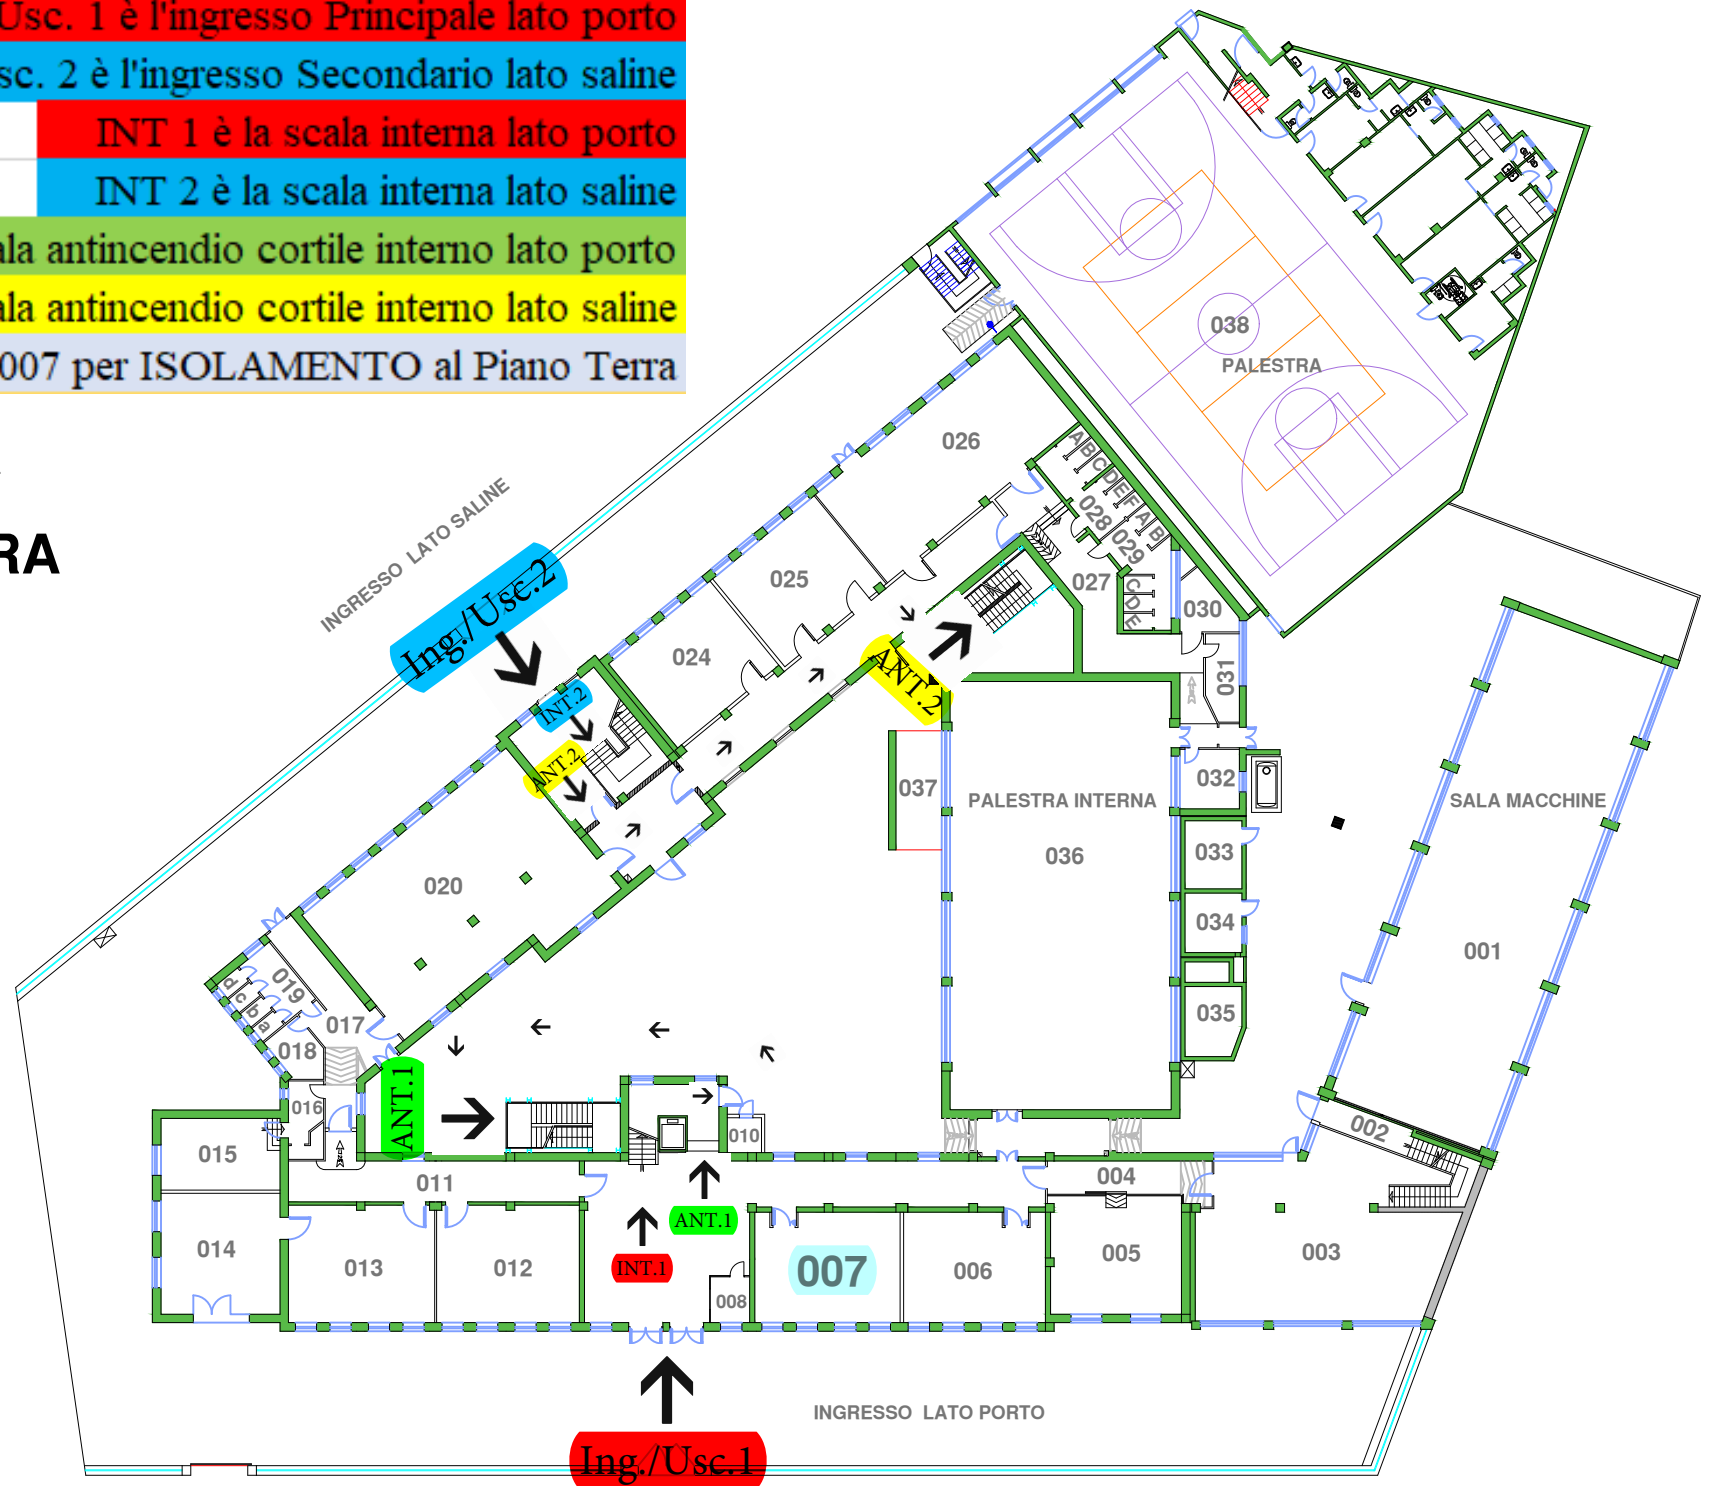 Usc. 1 è l'ingresso Principale lato porto
sc. 2 è l'ingresso Secondario lato saline
INT 1 è la scala interna lato porto
INT 2 è la scala interna lato saline
ala antincendio cortile interno lato porto
ala antincendio cortile interno lato saline
007 per ISOLAMENTO al Piano Terra
RA
038
PALESTRA
026
INGRESSO LATO SALINE
A
B
C
D
E
F
A
B
028
029
Ing./Usc.2
025
027
C
D
E
030
024
031
ANT.2
INT.2
ANT.2
032
037
PALESTRA INTERNA
SALA MACCHINE
036
033
020
034
001
019
d
c
b
a
017
035
018
016
ANT.1
010
002
015
011
004
ANT.1
014
013
012
INT.1
007
006
005
003
008
INGRESSO LATO PORTO
Ing./Usc.1